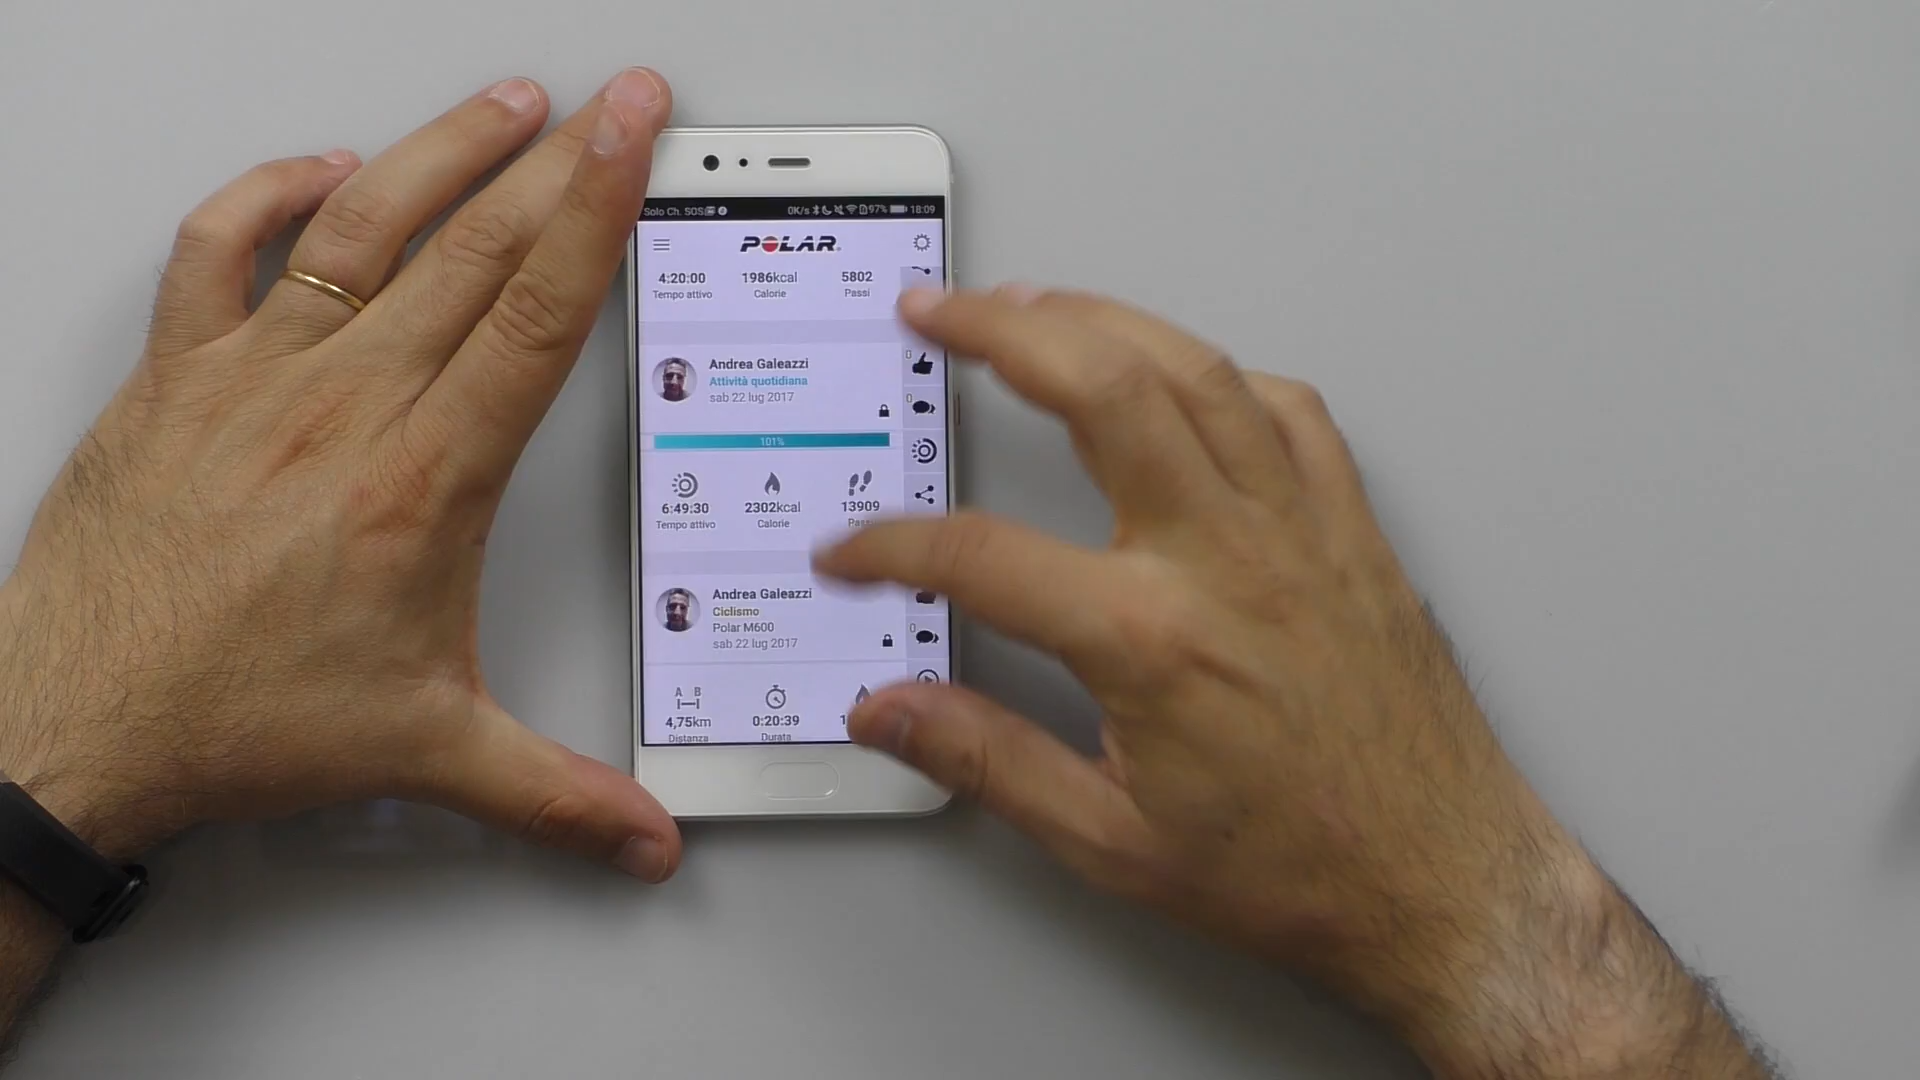 Solo Ch. SOS 0K/s 97% 18:09
POLAR
4:20:00 1986kcal 5802
Tempo attivo Calorie Passi
Andrea Galeazzi
Attività quotidiana
sab 22 lug 2017
0
0
101%
6:49:30 2302kcal 13909
Tempo attivo Calorie
Andrea Galeazzi
Ciclismo
Polar M600
sab 22 lug 2017
0
A B
4,75km 0:20:39
Distanza Durata